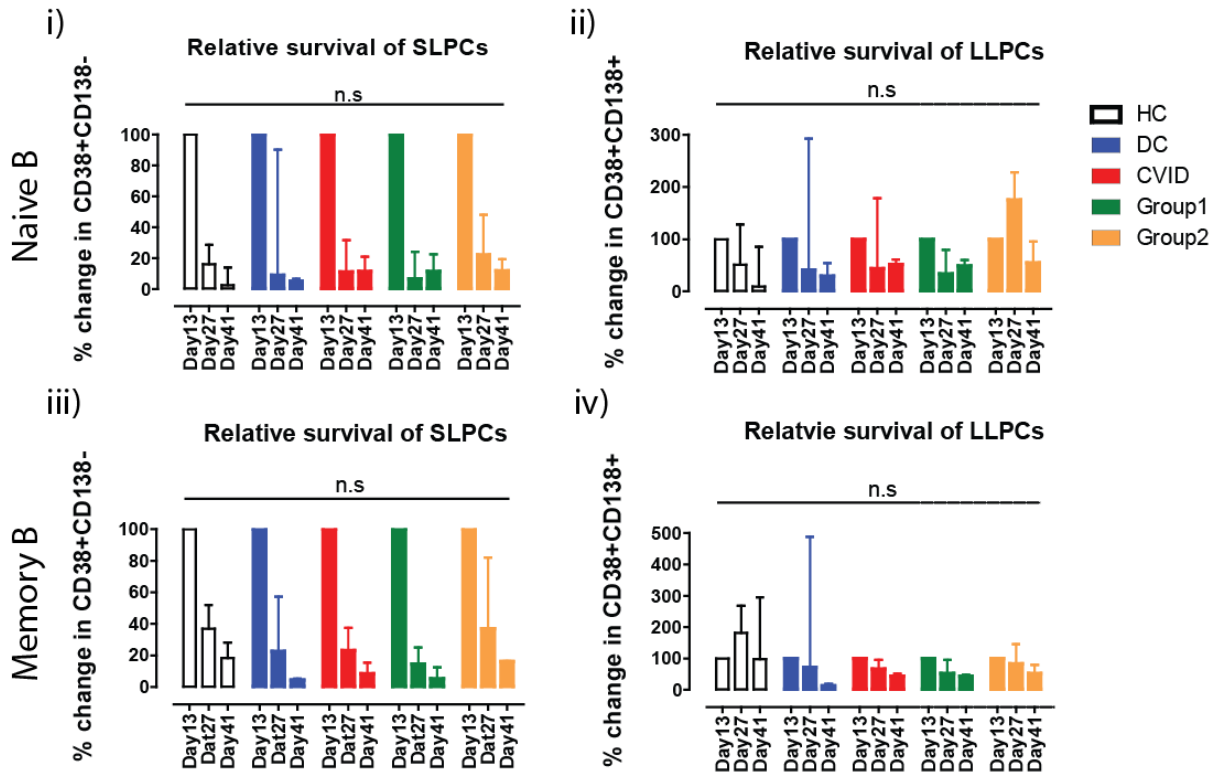 i)
Relative survival of SLPCs
n.s
Naive B
% change in CD38+CD138-
100
80
60
40
20
0
Day13 Day27 Day41 Day13 Day27 Day41 Day13 Day27 Day41 Day13 Day27 Day41 Day13 Day27 Day41
ii)
Relative survival of LLPCs
n.s
% change in CD38+CD138+
300
200
100
0
Day13 Day27 Day41 Day13 Day27 Day41 Day13 Day27 Day41 Day13 Day27 Day41 Day13 Day27 Day41
HC
DC
CVID
Group1
Group2
iii)
Relative survival of SLPCs
n.s
Memory B
% change in CD38+CD138-
100
80
60
40
20
0
Day13 Dat27 Day41 Day13 Dat27 Day41 Day13 Dat27 Day41 Day13 Dat27 Day41 Day13 Dat27 Day41
iv)
Relatvie survival of LLPCs
n.s
% change in CD38+CD138+
500
400
300
200
100
0
Day13 Day27 Day41 Day13 Day27 Day41 Day13 Day27 Day41 Day13 Day27 Day41 Day13 Day27 Day41